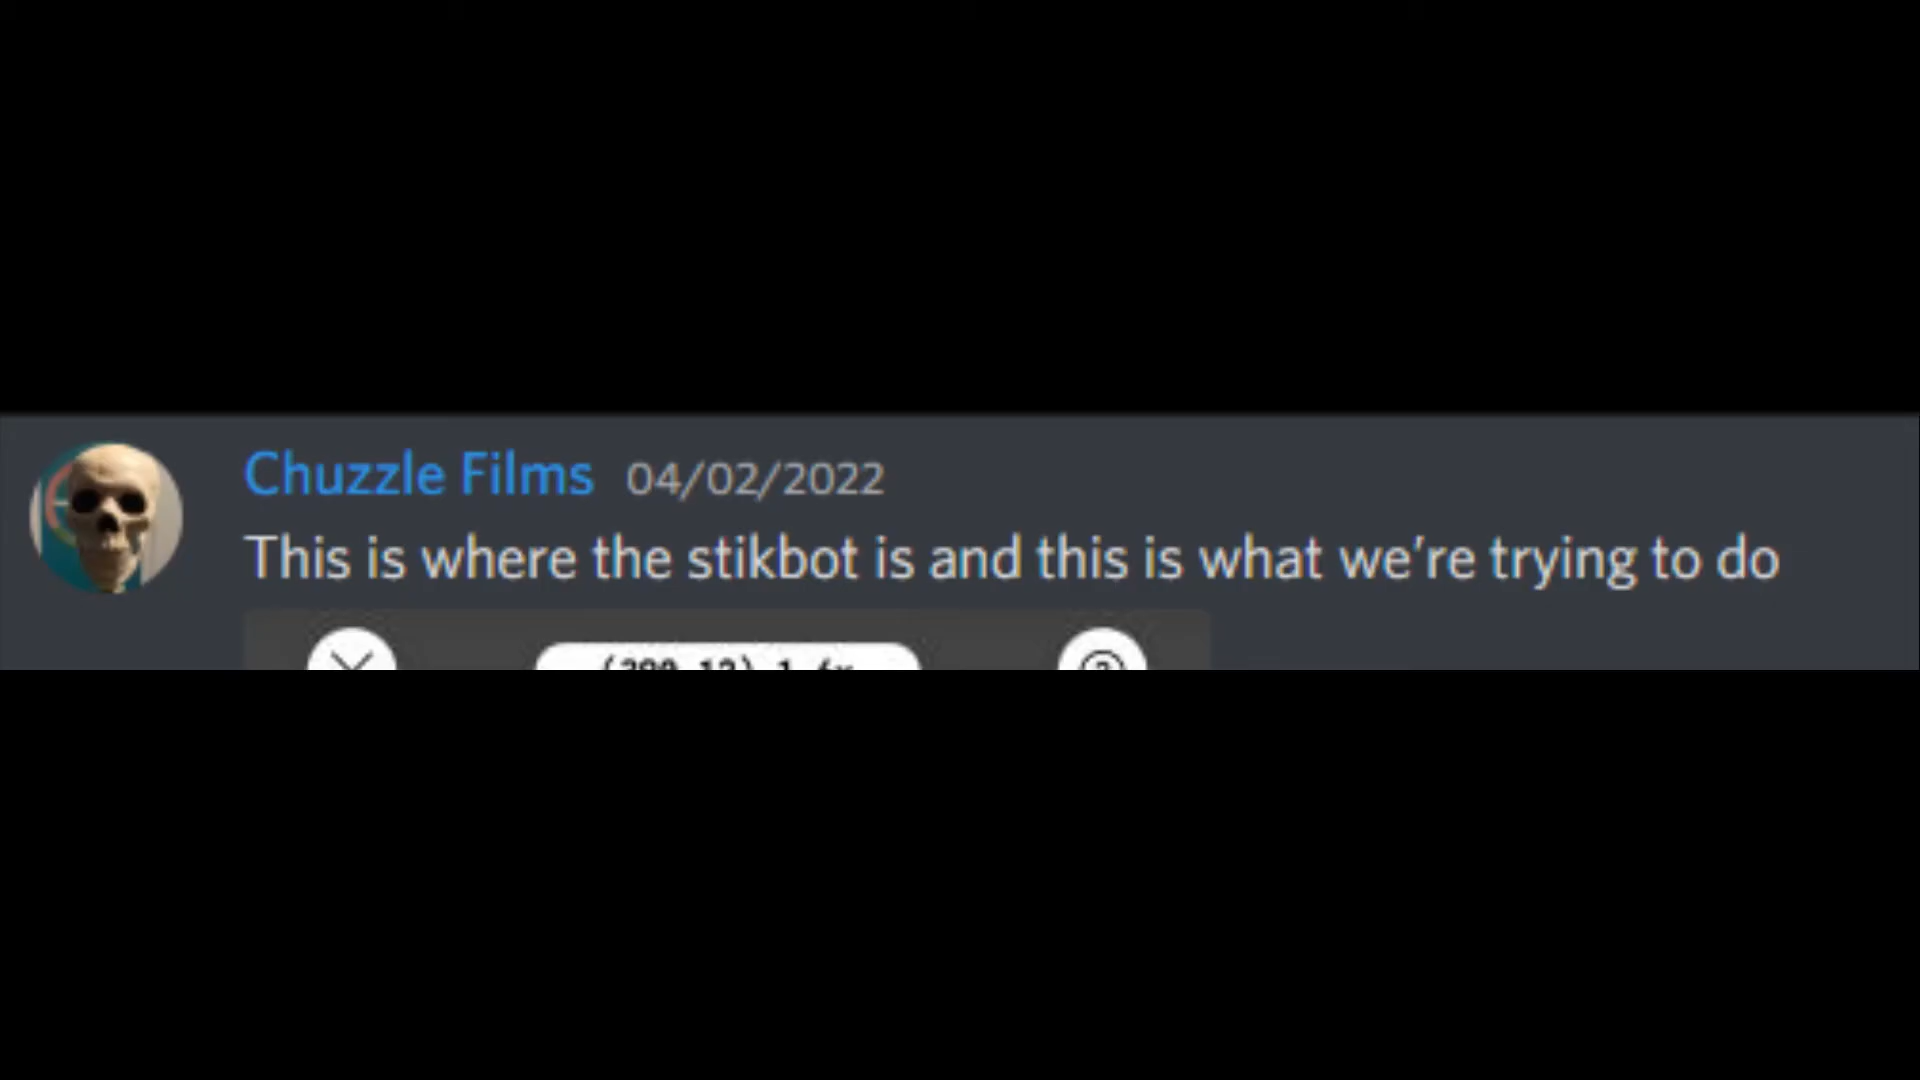 Chuzzle Films 04/02/2022
This is where the stikbot is and this is what we're trying to do